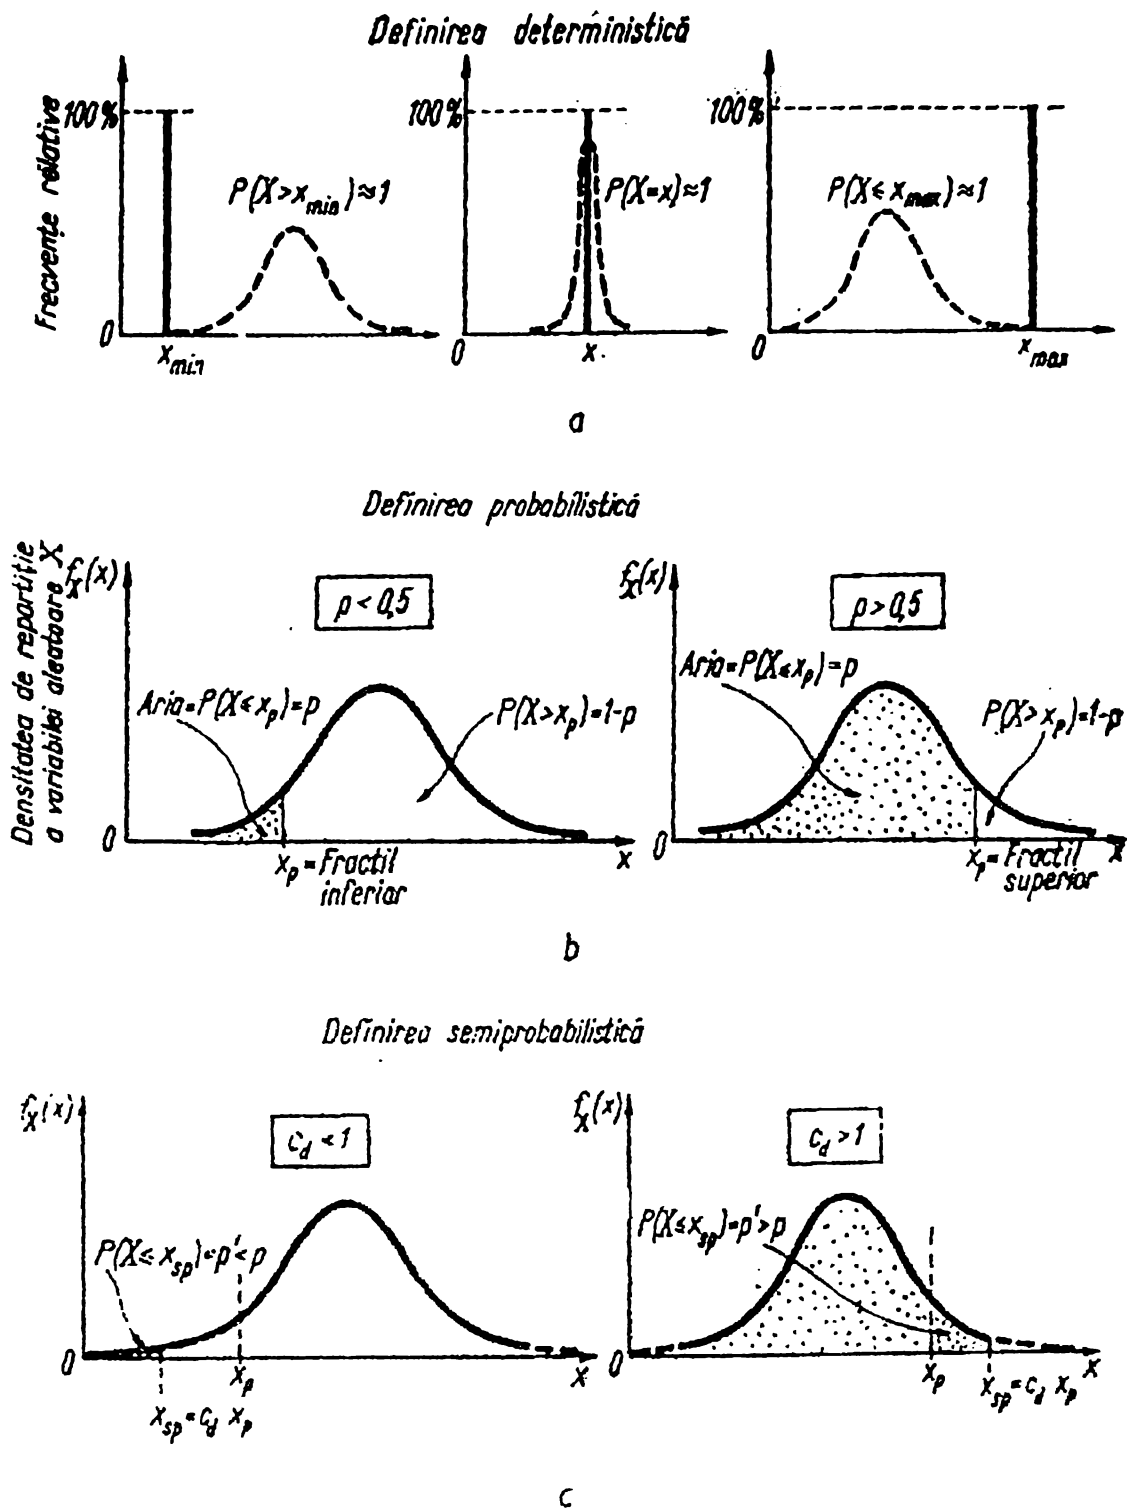 Definirea deterministică
Frecvențe relative
100%
P(X>x_min)≈1
0
x_min
100%
P(X=x)≈1
0
x
100%
P(X≤x_max)≈1
0
x_max
a
Definirea probabilistică
Densitatea de repartiție
a variabilei aleatoare X
f_X(x)
p<0,5
Aria=P(X≤x_p)=p
P(X>x_p)=1-p
0
x_p=Fractil
inferior
x
f_X(x)
p>0,5
Aria=P(X≤x_p)=p
P(X>x_p)=1-p
0
x_p=Fractil
superior
x
b
Definirea semiprobabilistică
f_X(x)
c_d<1
P(X≤x_sp)=p'<p
0
x_p
x
x_sp=c_d x_p
f_X(x)
c_d>1
P(X≤x_sp)=p'>p
0
x_p
x_sp=c_d x_p
x
c